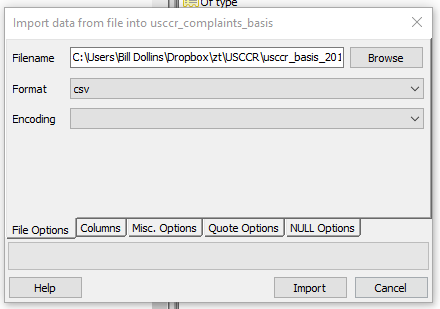 Of type
Import data from file into usccr_complaints_basis
Filename C:\Users\Bill Dollins\Dropbox\zt\USCCR\usccr_basis_201 Browse
Format csv
Encoding
File Options Columns Misc. Options Quote Options NULL Options
Help Import Cancel